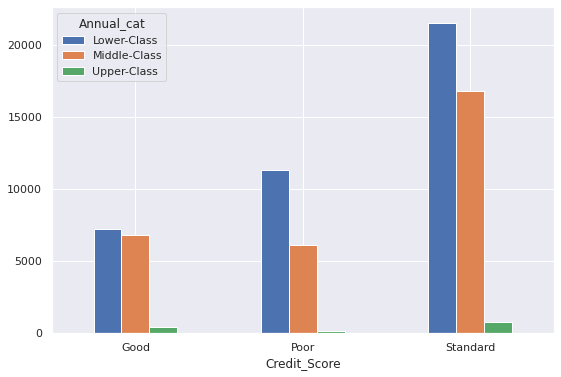 Annual_cat
Lower-Class
Middle-Class
Upper-Class
20000
15000
10000
5000
0
Good Poor Standard
Credit_Score